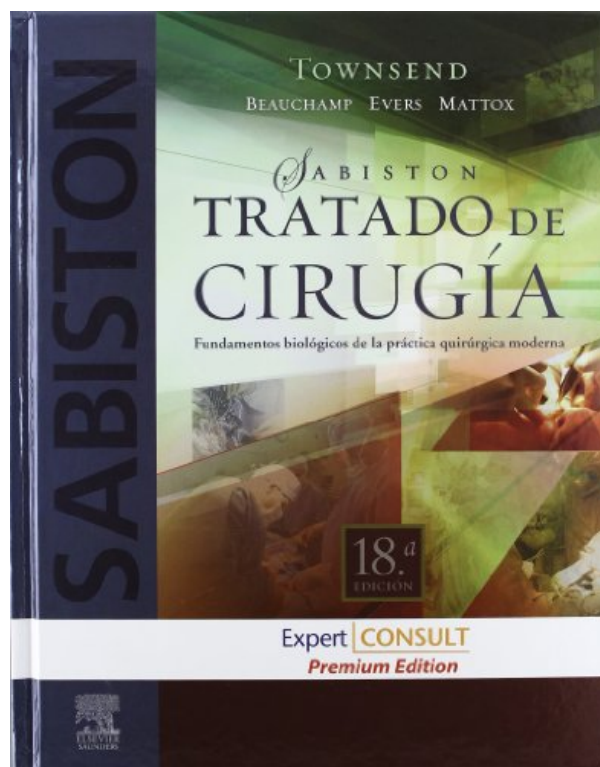 SABISTON
TOWNSEND
BEAUCHAMP EVERS MATTOX
SABISTON
TRATADO DE
CIRUGÍA
Fundamentos biológicos de la práctica quirúrgica moderna
18.ª
EDICIÓN
Expert CONSULT
Premium Edition
ELSEVIER
SAUNDERS